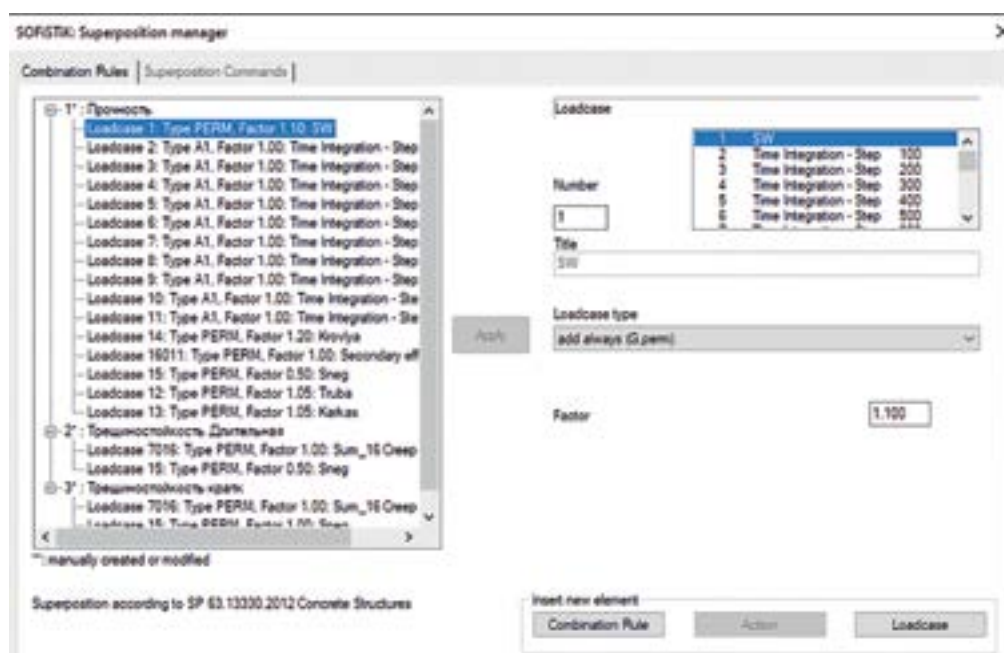 SOFiSTiK: Superposition manager
Combination Rules
Superpostion Commands
1* : Прочность
Loadcase 1: Type PERM, Factor 1.10: SW
Loadcase 2: Type A1, Factor 1.00: Time Integration - Step
Loadcase 3: Type A1, Factor 1.00: Time Integration - Step
Loadcase 4: Type A1, Factor 1.00: Time Integration - Step
Loadcase 5: Type A1, Factor 1.00: Time Integration - Step
Loadcase 6: Type A1, Factor 1.00: Time Integration - Step
Loadcase 7: Type A1, Factor 1.00: Time Integration - Step
Loadcase 8: Type A1, Factor 1.00: Time Integration - Step
Loadcase 9: Type A1, Factor 1.00: Time Integration - Step
Loadcase 10: Type A1, Factor 1.00: Time Integration - Ste
Loadcase 11: Type A1, Factor 1.00: Time Integration - Ste
Loadcase 14: Type PERM, Factor 1.20: Krovlya
Loadcase 16011: Type PERM, Factor 1.00: Secondary eff
Loadcase 15: Type PERM, Factor 0.50: Sneg
Loadcase 12: Type PERM, Factor 1.05: Truba
Loadcase 13: Type PERM, Factor 1.05: Karkas
2* : Трещиностойкость Длительная
Loadcase 7016: Type PERM, Factor 1.00: Sum_16 Creep
Loadcase 15: Type PERM, Factor 0.50: Sneg
3* : Трещиностойкость кратк
Loadcase 7016: Type PERM, Factor 1.00: Sum_16 Creep
Loadcase 15: Type PERM, Factor 1.00: Sneg
"*": manually created or modified
Superposition according to SP 63.13330.2012 Concrete Structures
Apply
Loadcase
1 SW
2 Time Integration - Step 100
3 Time Integration - Step 200
4 Time Integration - Step 300
5 Time Integration - Step 400
6 Time Integration - Step 500
Number
1
Title
SW
Loadcase type
add always (G,perm)
Factor
1.100
Insert new element
Combination Rule
Action
Loadcase